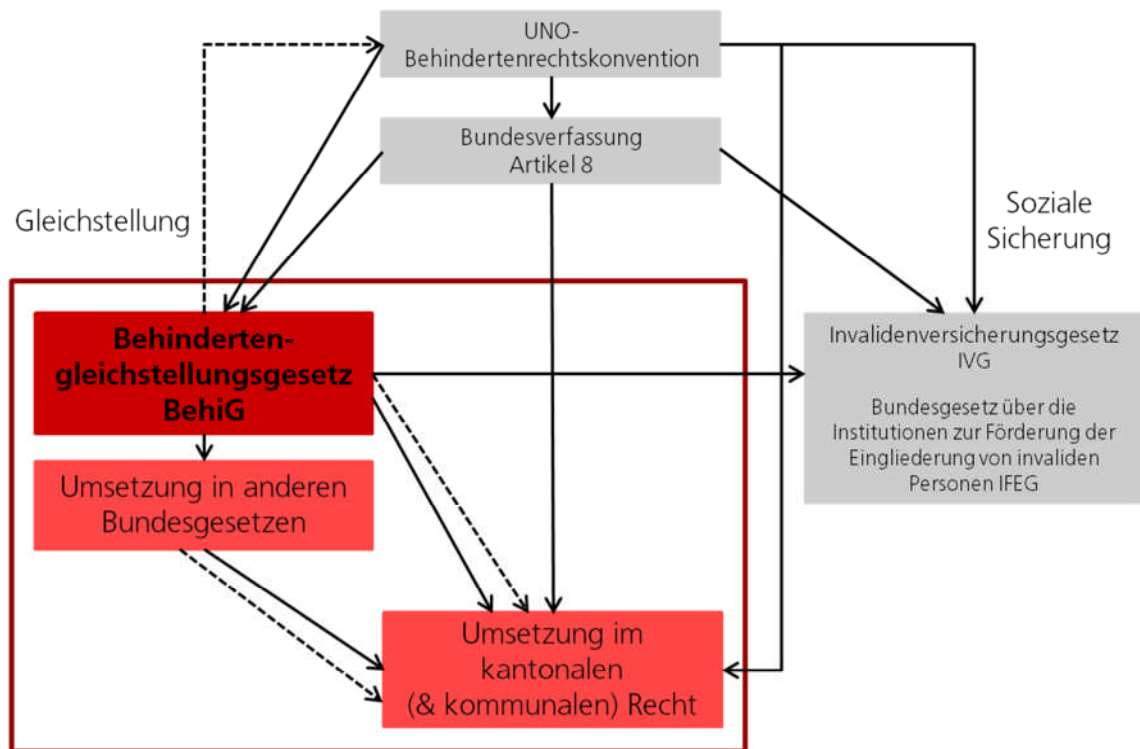 UNO-
Behindertenrechtskonvention
Bundesverfassung
Artikel 8
Gleichstellung
Soziale
Sicherung
Behinderten-
gleichstellungsgesetz
BehiG
Invalidenversicherungsgesetz
IVG
Bundesgesetz über die
Institutionen zur Förderung der
Eingliederung von invaliden
Personen IFEG
Umsetzung in anderen
Bundesgesetzen
Umsetzung im
kantonalen
(& kommunalen) Recht